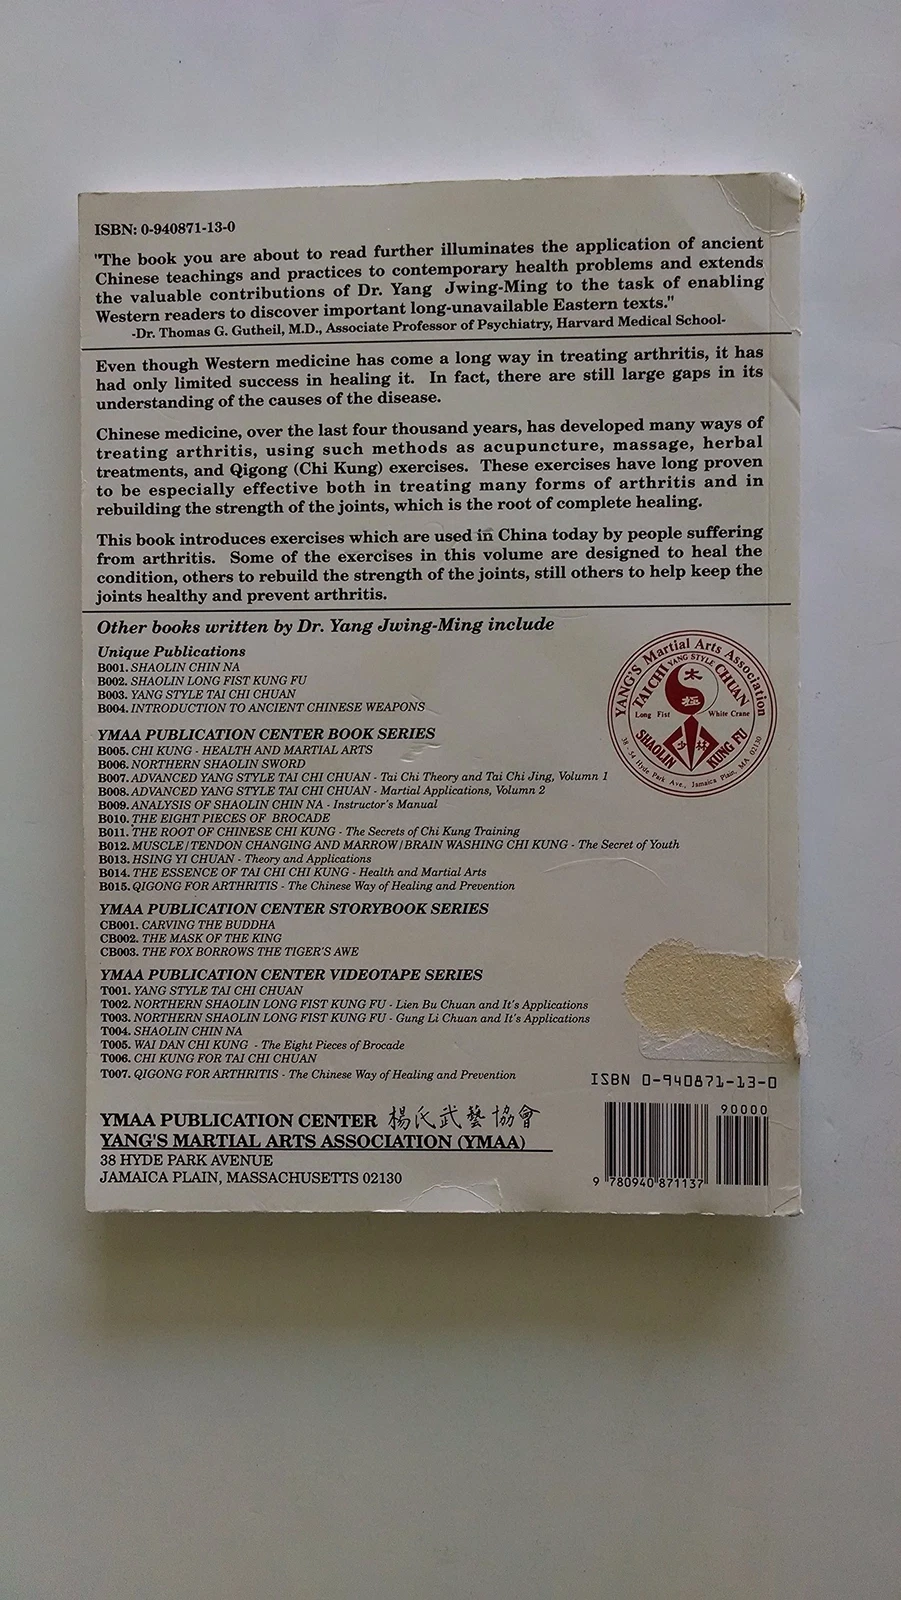 ISBN: 0-940871-13-0
"The book you are about to read further illuminates the application of ancient
Chinese teachings and practices to contemporary health problems and extends
the valuable contributions of Dr. Yang Jwing-Ming to the task of enabling
Western readers to discover important long-unavailable Eastern texts."
-Dr. Thomas G. Gutheil, M.D., Associate Professor of Psychiatry, Harvard Medical School-
Even though Western medicine has come a long way in treating arthritis, it has
had only limited success in healing it. In fact, there are still large gaps in its
understanding of the causes of the disease.
Chinese medicine, over the last four thousand years, has developed many ways of
treating arthritis, using such methods as acupuncture, massage, herbal
treatments, and Qigong (Chi Kung) exercises. These exercises have long proven
to be especially effective both in treating many forms of arthritis and in
rebuilding the strength of the joints, which is the root of complete healing.
This book introduces exercises which are used in China today by people suffering
from arthritis. Some of the exercises in this volume are designed to heal the
condition, others to rebuild the strength of the joints, still others to help keep the
joints healthy and prevent arthritis.
Other books written by Dr. Yang Jwing-Ming include
Unique Publications
B001. SHAOLIN CHIN NA
B002. SHAOLIN LONG FIST KUNG FU
B003. YANG STYLE TAI CHI CHUAN
B004. INTRODUCTION TO ANCIENT CHINESE WEAPONS
YMAA PUBLICATION CENTER BOOK SERIES
B005. CHI KUNG - HEALTH AND MARTIAL ARTS
B006. NORTHERN SHAOLIN SWORD
B007. ADVANCED YANG STYLE TAI CHI CHUAN - Tai Chi Theory and Tai Chi Jing, Volumn 1
B008. ADVANCED YANG STYLE TAI CHI CHUAN - Martial Applications, Volumn 2
B009. ANALYSIS OF SHAOLIN CHIN NA - Instructor's Manual
B010. THE EIGHT PIECES OF BROCADE
B011. THE ROOT OF CHINESE CHI KUNG - The Secrets of Chi Kung Training
B012. MUSCLE/TENDON CHANGING AND MARROW/BRAIN WASHING CHI KUNG - The Secret of Youth
B013. HSING YI CHUAN - Theory and Applications
B014. THE ESSENCE OF TAI CHI CHI KUNG - Health and Martial Arts
B015. QIGONG FOR ARTHRITIS - The Chinese Way of Healing and Prevention
YMAA PUBLICATION CENTER STORYBOOK SERIES
CB001. CARVING THE BUDDHA
CB002. THE MASK OF THE KING
CB003. THE FOX BORROWS THE TIGER'S AWE
YMAA PUBLICATION CENTER VIDEOTAPE SERIES
T001. YANG STYLE TAI CHI CHUAN
T002. NORTHERN SHAOLIN LONG FIST KUNG FU - Lien Bu Chuan and It's Applications
T003. NORTHERN SHAOLIN LONG FIST KUNG FU - Gung Li Chuan and It's Applications
T004. SHAOLIN CHIN NA
T005. WAI DAN CHI KUNG - The Eight Pieces of Brocade
T006. CHI KUNG FOR TAI CHI CHUAN
T007. QIGONG FOR ARTHRITIS - The Chinese Way of Healing and Prevention
YMAA PUBLICATION CENTER 楊氏武藝協會
YANG'S MARTIAL ARTS ASSOCIATION (YMAA)
38 HYDE PARK AVENUE
JAMAICA PLAIN, MASSACHUSETTS 02130
YANG'S Martial Arts Association
TAI CHI YANG STYLE CHUAN
太極
Long Fist White Crane
少林
SHAOLIN KUNG FU
38-54 Hyde Park Ave., Jamaica Plain, MA 02130
ISBN 0-940871-13-0
90000
9 780940 871137